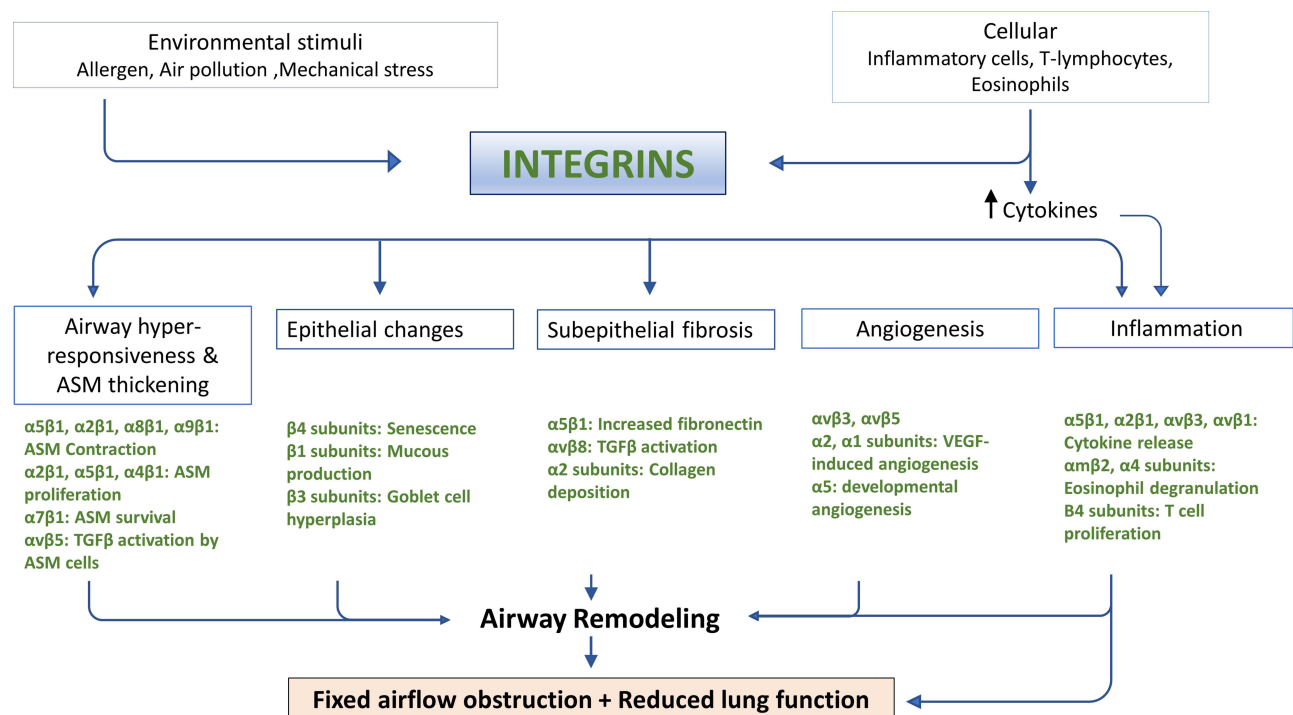 Environmental stimuli
Allergen, Air pollution ,Mechanical stress
Cellular
Inflammatory cells, T-lymphocytes,
Eosinophils
INTEGRINS
Cytokines
Airway hyper-
responsiveness &
ASM thickening
Epithelial changes
Subepithelial fibrosis
Angiogenesis
Inflammation
α5β1, α2β1, α8β1, α9β1:
ASM Contraction
α2β1, α5β1, α4β1: ASM
proliferation
α7β1: ASM survival
αvβ5: TGFβ activation by
ASM cells
β4 subunits: Senescence
β1 subunits: Mucous
production
β3 subunits: Goblet cell
hyperplasia
α5β1: Increased fibronectin
αvβ8: TGFβ activation
α2 subunits: Collagen
deposition
αvβ3, αvβ5
α2, α1 subunits: VEGF-
induced angiogenesis
α5: developmental
angiogenesis
α5β1, α2β1, αvβ3, αvβ1:
Cytokine release
αmβ2, α4 subunits:
Eosinophil degranulation
B4 subunits: T cell
proliferation
Airway Remodeling
Fixed airflow obstruction + Reduced lung function